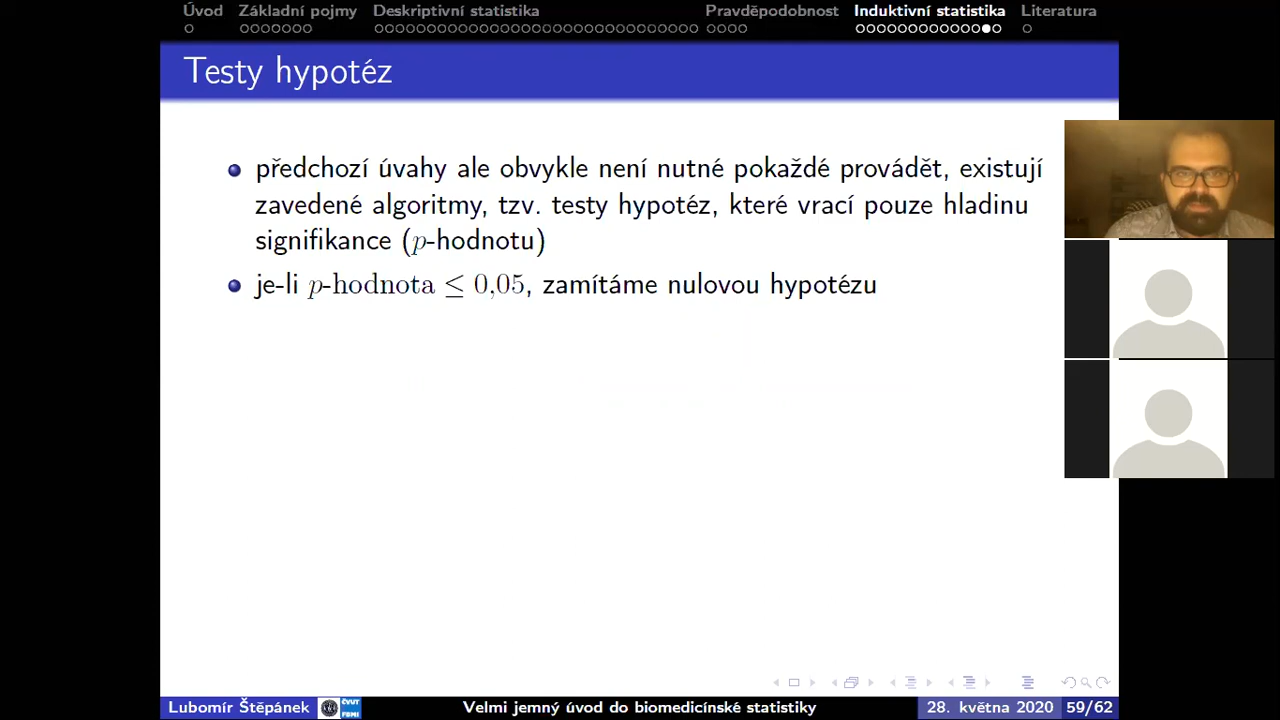 Úvod Základní pojmy Deskriptivní statistika Pravděpodobnost Induktivní statistika Literatura
Testy hypotéz
předchozí úvahy ale obvykle není nutné pokaždé provádět, existují
zavedené algoritmy, tzv. testy hypotéz, které vrací pouze hladinu
signifikance (p-hodnotu)
je-li p-hodnota ≤ 0,05, zamítáme nulovou hypotézu
Lubomír Štěpánek ČVUT FBMI Velmi jemný úvod do biomedicínské statistiky 28. května 2020 59/62